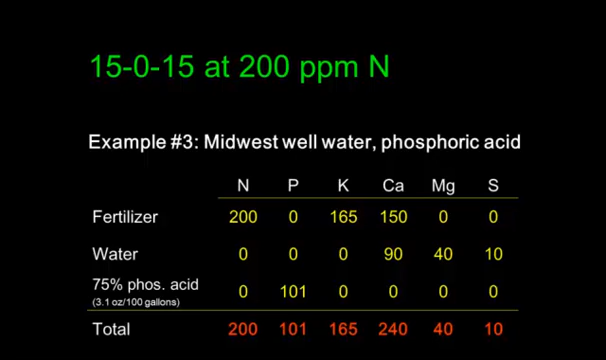 15-0-15 at 200 ppm N
Example #3: Midwest well water, phosphoric acid
N P K Ca Mg S
Fertilizer 200 0 165 150 0 0
Water 0 0 0 90 40 10
75% phos. acid 0 101 0 0 0 0
(3.1 oz/100 gallons)
Total 200 101 165 240 40 10